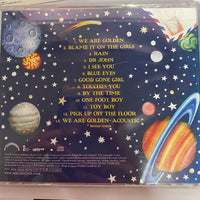 1. WE ARE GOLDEN
2. BLAME IT ON THE GIRLS
3. RAIN
4. DR JOHN
5. I SEE YOU
6. BLUE EYES
7. GOOD GONE GIRL
8. TOUCHES YOU
9. BY THE TIME
10. ONE FOOT BOY
11. TOY BOY
12. PICK UP OFF THE FLOOR
13. WE ARE GOLDEN-ACOUSTIC *
* bonus track